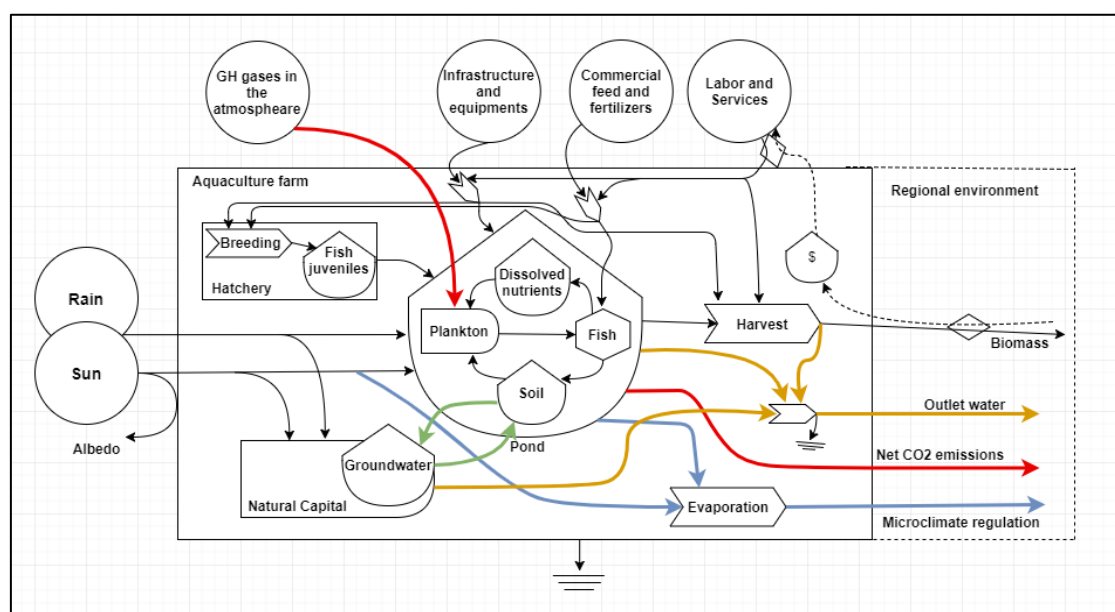 GH gases in
the
atmospheare
Infrastructure
and
equipments
Commercial
feed and
fertilizers
Labor and
Services
Aquaculture farm
Regional environment
Breeding
Fish
juveniles
Hatchery
Dissolved
nutrients
$
Rain
Plankton
Fish
Harvest
Biomass
Sun
Soil
Outlet water
Albedo
Pond
Groundwater
Net CO2 emissions
Natural Capital
Evaporation
Microclimate regulation